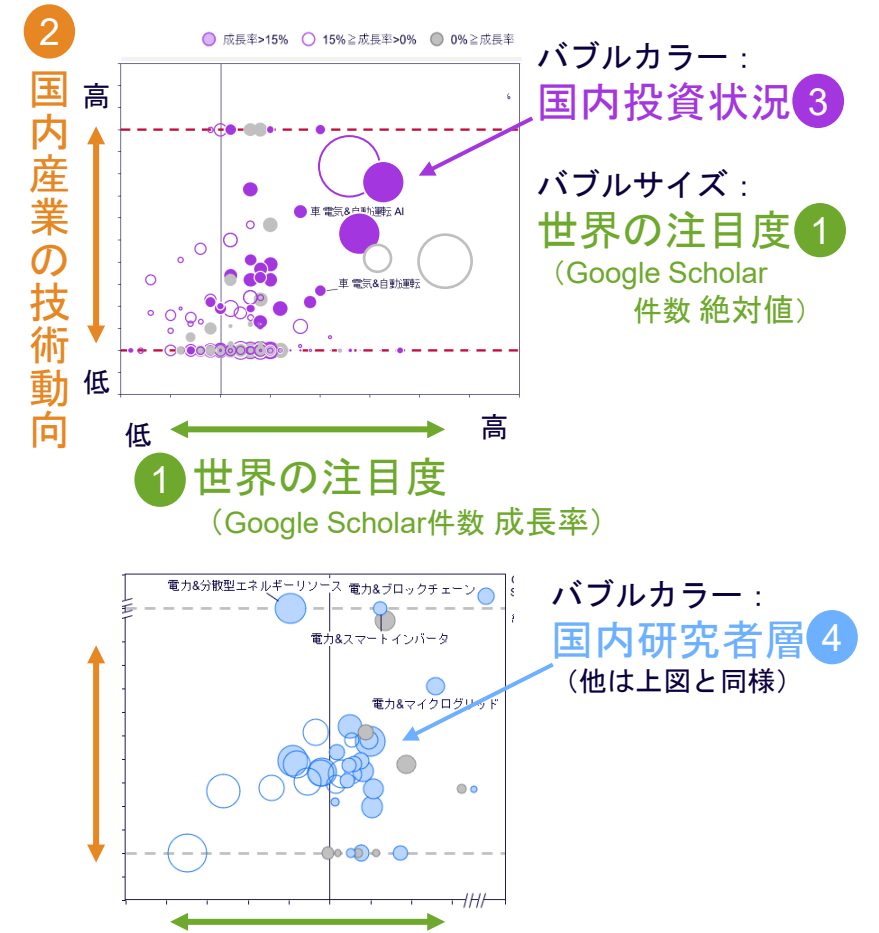 2
国内産業の技術動向
成長率>15%
15%≧成長率>0%
0%≧成長率
高
低
車 電気&自動運転 AI
車 電気&自動運転
低
高
1 世界の注目度
（Google Scholar件数 成長率）
バブルカラー：
国内投資状況 3
バブルサイズ：
世界の注目度 1
（Google Scholar
件数 絶対値）
電力&分散型エネルギーリソース
電力&ブロックチェーン
電力&スマートインバータ
電力&マイクログリッド
バブルカラー：
国内研究者層 4
（他は上図と同様）